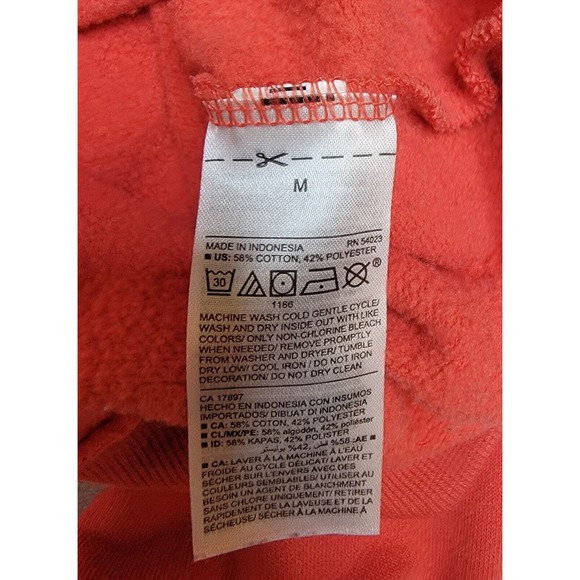 M
MADE IN INDONESIA RN 54023
■ US: 58% COTTON, 42% POLYESTER
30
1166
MACHINE WASH COLD GENTLE CYCLE/
WASH AND DRY INSIDE OUT WITH LIKE
COLORS/ ONLY NON-CHLORINE BLEACH
WHEN NEEDED/ REMOVE PROMPTLY
FROM WASHER AND DRYER/ TUMBLE
DRY LOW/ COOL IRON / DO NOT IRON
DECORATION/ DO NOT DRY CLEAN
CA 17897
HECHO EN INDONESIA CON INSUMOS
IMPORTADOS/ DIBUAT DI INDONESIA
■ CA: 58% COTON, 42% POLYESTER
■ CL/MX/PE: 58% algodón, 42% poliéster
■ ID: 58% KAPAS, 42% POLISTER
■ AE: 58% قطن, 42% بوليستر
■ CA: LAVER À LA MACHINE À L'EAU
FROIDE AU CYCLE DÉLICAT/ LAVER ET
SÉCHER SUR L'ENVERS AVEC DES
COULEURS SEMBLABLES/ UTILISER AU
BESOIN UN AGENT DE BLANCHIMENT
SANS CHLORE UNIQUEMENT/ RETIRER
RAPIDEMENT DE LA LAVEUSE ET DE LA
SÉCHEUSE/ SÉCHER À LA MACHINE À